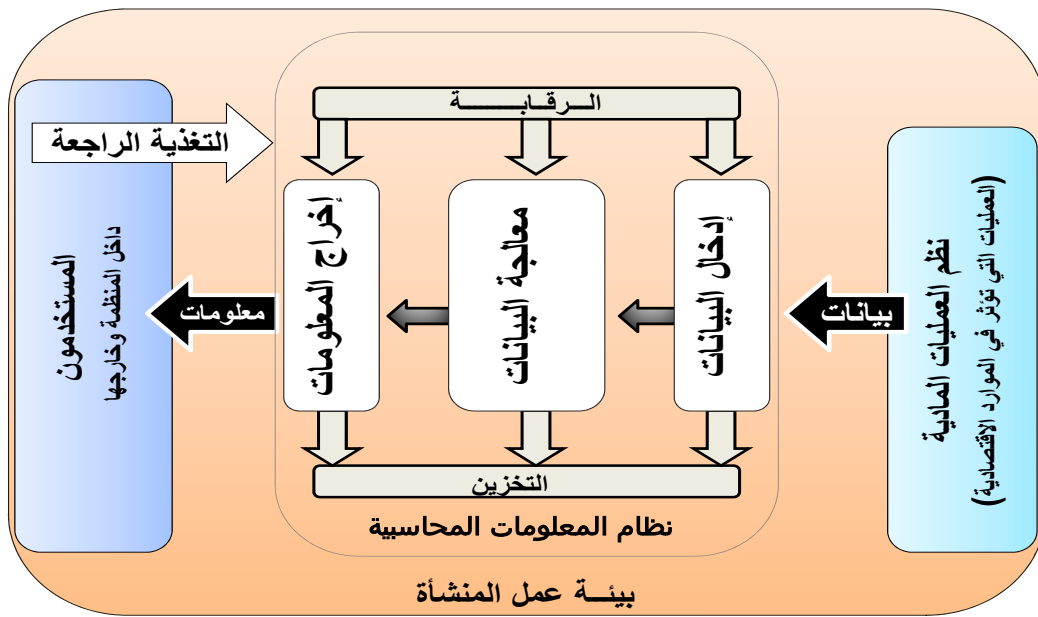 الـــرقــابـــــــة
التغذية الراجعة
نظم العمليات المادية
(العمليات التي تؤثر في الموارد الاقتصادية)
بيانات
إدخال البيانات
معالجة البيانات
إخراج المعلومات
معلومات
المستخدمون
داخل المنظمة وخارجها
التخزين
نظام المعلومات المحاسبية
بيئـــة عمل المنشأة